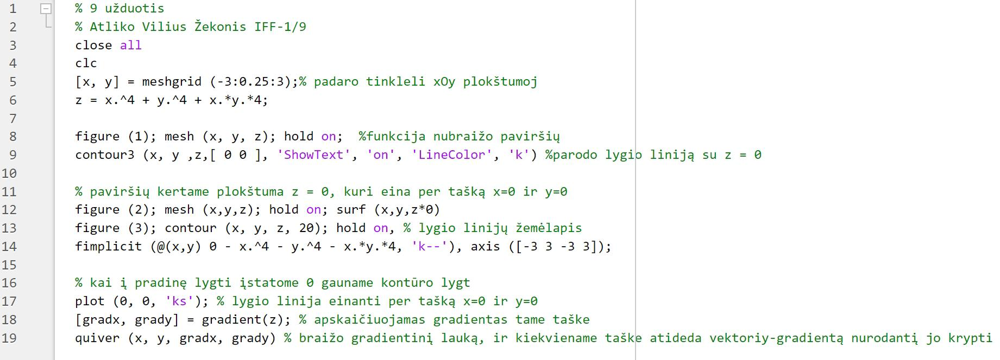 1 % 9 užduotis
2 % Atliko Vilius Žekonis IFF-1/9
3 close all
4 clc
5 [x, y] = meshgrid (-3:0.25:3);% padaro tinkleli xOy plokštumoj
6 z = x.^4 + y.^4 + x.*y.*4;
7
8 figure (1); mesh (x, y, z); hold on;  %funkcija nubraižo paviršių
9 contour3 (x, y ,z,[ 0 0 ], 'ShowText', 'on', 'LineColor', 'k') %parodo lygio liniją su z = 0
10
11 % paviršių kertame plokštuma z = 0, kuri eina per tašką x=0 ir y=0
12 figure (2); mesh (x,y,z); hold on; surf (x,y,z*0)
13 figure (3); contour (x, y, z, 20); hold on, % lygio linijų žemėlapis
14 fimplicit (@(x,y) 0 - x.^4 - y.^4 - x.*y.*4, 'k--'), axis ([-3 3 -3 3]);
15
16 % kai į pradinę lygti įstatome 0 gauname kontūro lygt
17 plot (0, 0, 'ks'); % lygio linija einanti per tašką x=0 ir y=0
18 [gradx, grady] = gradient(z); % apskaičiuojamas gradientas tame taške
19 quiver (x, y, gradx, grady) % braižo gradientinį lauką, ir kiekviename taške atideda vektoriy-gradientą nurodantį jo krypti